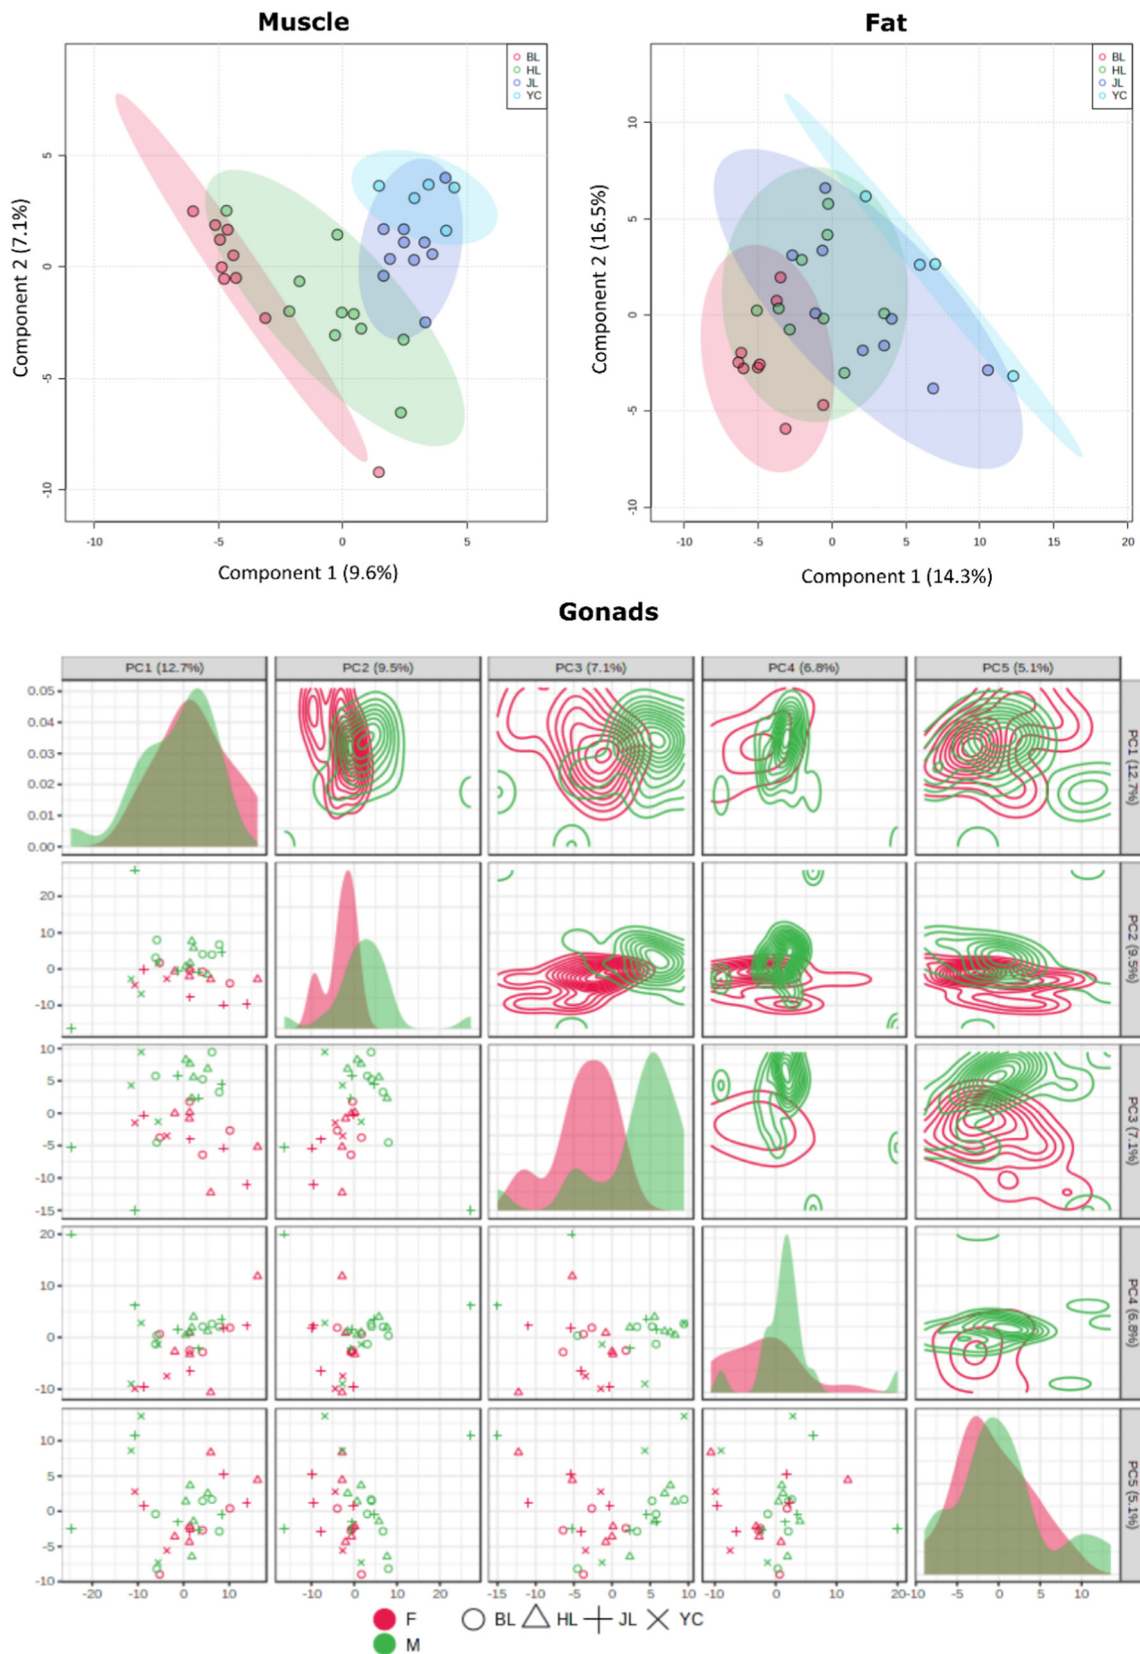 Muscle
Fat
BL
HL
JL
YC
BL
HL
JL
YC
Component 2 (7.1%)
5
0
-5
-10
-10
-5
0
5
Component 1 (9.6%)
Component 2 (16.5%)
10
5
0
-5
-10
-10
-5
0
5
10
15
20
Component 1 (14.3%)
Gonads
PC1 (12.7%)
PC2 (9.5%)
PC3 (7.1%)
PC4 (6.8%)
PC5 (5.1%)
0.05
0.04
0.03
0.02
0.01
0.00
PC1 (12.7%)
20
10
0
-10
PC2 (9.5%)
10
5
0
-5
-10
-15
PC3 (7.1%)
20
10
0
-10
PC4 (6.8%)
10
5
0
-5
-10
PC5 (5.1%)
-20 -10 0 10
-10 0 10 20
-15 -10 -5 0 5 10
-10 0 10 20
-10 -5 0 5 10
F BL HL JL YC
M